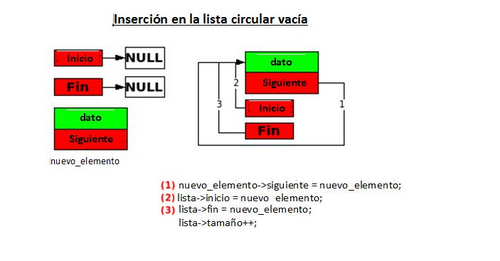 Inserción en la lista circular vacía
Inicio
NULL
Fin
NULL
dato
Siguiente
nuevo_elemento
dato
Siguiente
Inicio
Fin
2
3
1
(1) nuevo_elemento->siguiente = nuevo_elemento;
(2) lista->inicio = nuevo elemento;
(3) lista->fin = nuevo_elemento;
lista->tamaño++;